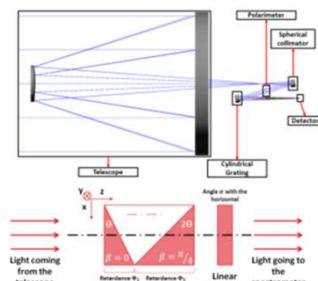 Polarimeter
Spherical
collimator
Telescope
Cylindrical
Grating
Detector
y
z
x
Θ
2Θ
β = 0
Retardance Φ₁
Retardance Φ₂
Angle α with the
horizontal
Light coming
from the
Linear
Light going to
the